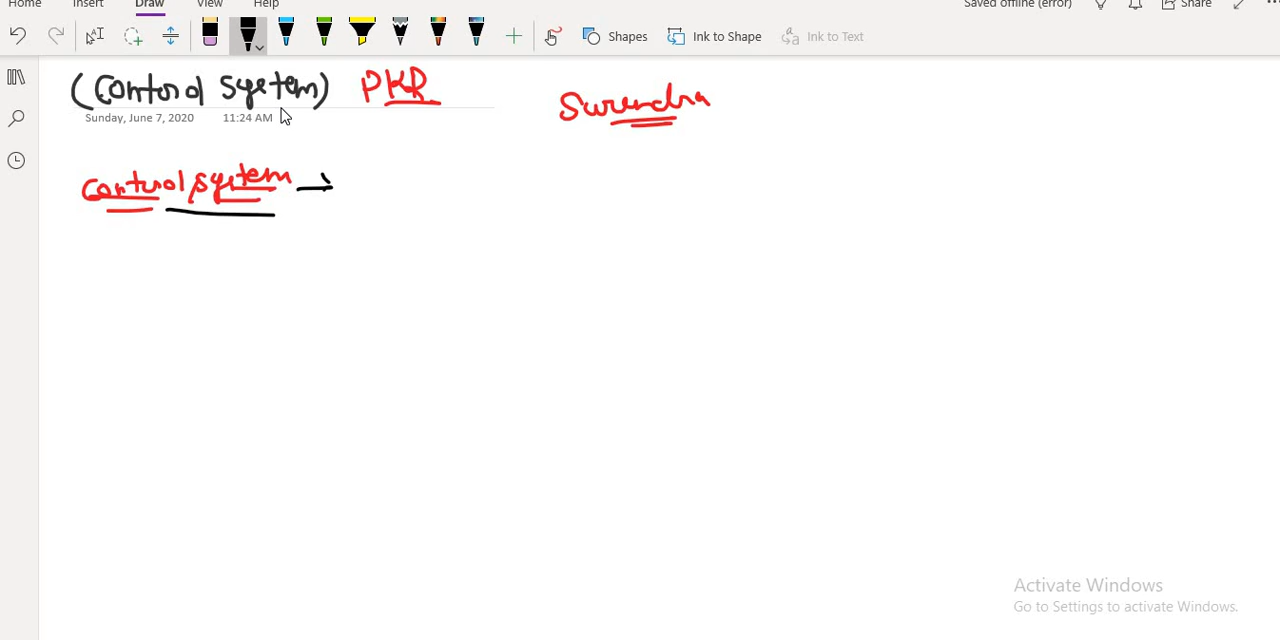 Home Insert Draw View Help Saved offline (error) Share
Shapes Ink to Shape Ink to Text
(Control System) PKR
Surendra
Sunday, June 7, 2020 11:24 AM
Control system →
Activate Windows
Go to Settings to activate Windows.